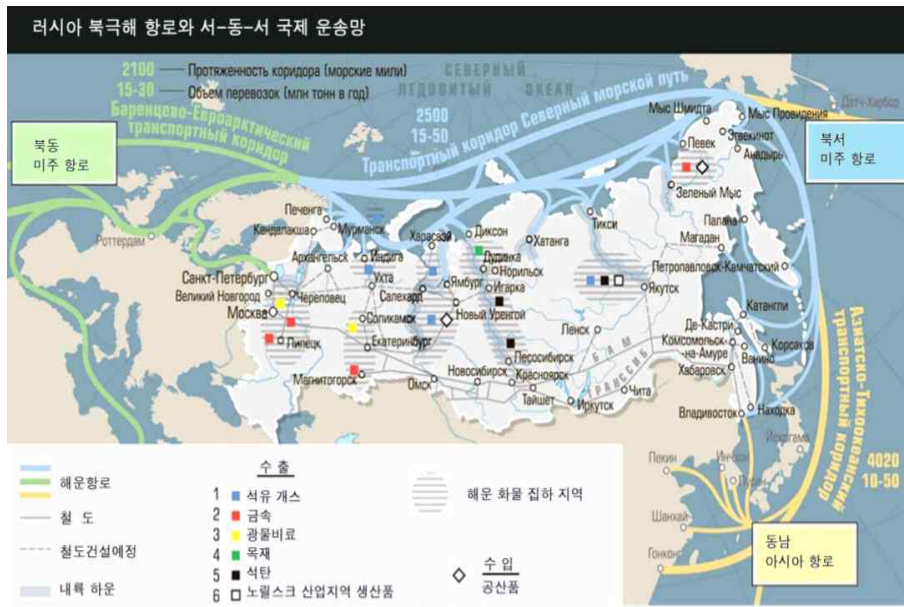 러시아 북극해 항로와 서-동-서 국제 운송망
2100 — Протяженность коридора (морские мили)
15-30 — Объем перевозок (млн тонн в год)
СЕВЕРНЫЙ
ЛЕДОВИТЫЙ ОКЕАН
Баренцево-Евроарктический
транспортный коридор
2500
15-50
Транспортный коридор Северный морской путь
북동
미주 항로
북서
미주 항로
Датч-Харбор
Мыс Шмидта
Мыс Провидения
Эгвекинот
Певек
Анадырь
Зеленый Мыс
Роттердам
Печенга
Кандалакша
Мурманск
Харасавэй
Диксон
Хатанга
Тикси
Палана
Магадан
Архангельск
Индига
Дудинка
Норильск
Петропавловск-Камчатский
Санкт-Петербург
Ухта
Ямбург
Игарка
Якутск
Великий Новгород
Череповец
Салехард
Новый Уренгой
Катангли
Москва
Соликамск
Ленск
Де-Кастри
Липецк
Екатеринбург
Лесосибирск
БАМ
Комсомольск-
на-Амуре
Ванино
Корсаков
Магнитогорск
Омск
Новосибирск
Красноярск
ТРАНССИБ
Хабаровск
Тайшет
Иркутск
Чита
Владивосток
Находка
Азиатско-Тихоокеанский
транспортный коридор
4020
10-50
Пекин
Инчхон
Пусан
Йокогама
Шанхай
Гонконг
동남
아시아 항로
해운항로
철 도
철도건설예정
내륙 하운
수 출
1 석유 개스
2 금속
3 광물비료
4 목재
5 석탄
6 노릴스크 산업지역 생산품
해운 화물 집하 지역
수 입
공산품